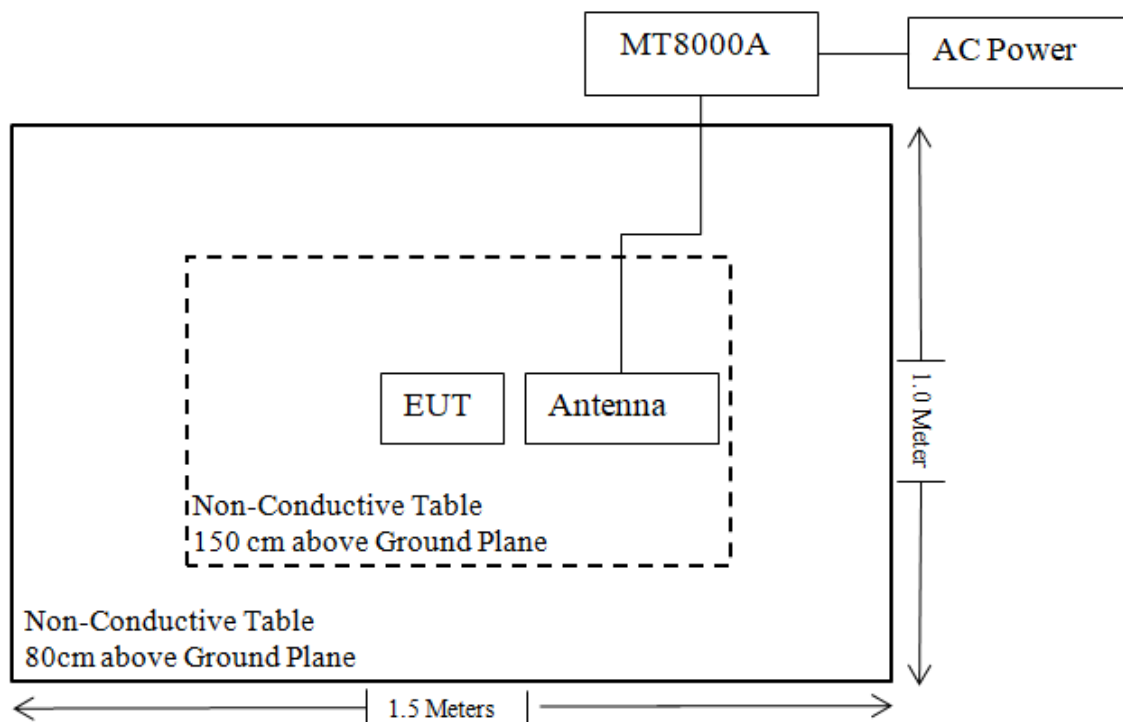 MT8000A
AC Power
EUT
Antenna
1.0 Meter
Non-Conductive Table
150 cm above Ground Plane
Non-Conductive Table
80cm above Ground Plane
1.5 Meters